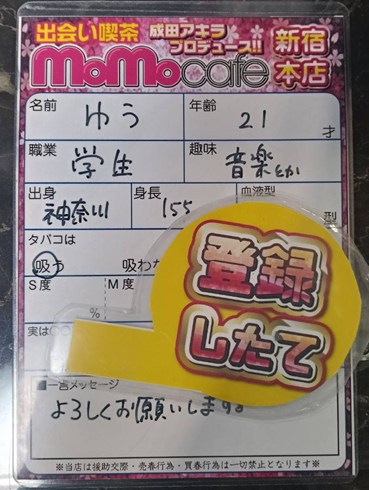 出会い喫茶 成田アキラプロデュース!! 新宿本店
MoMocafe
名前 ゆう 年齢 21 才
職業 学生 趣味 音楽とか
出身 神奈川 身長 155 血液型 型
タバコは
吸う 吸わな
S度 % M度
実は
登録
したて
■一言メッセージ
よろしくお願いします
※当店は援助交際・売春行為・買春行為は一切禁止となります※